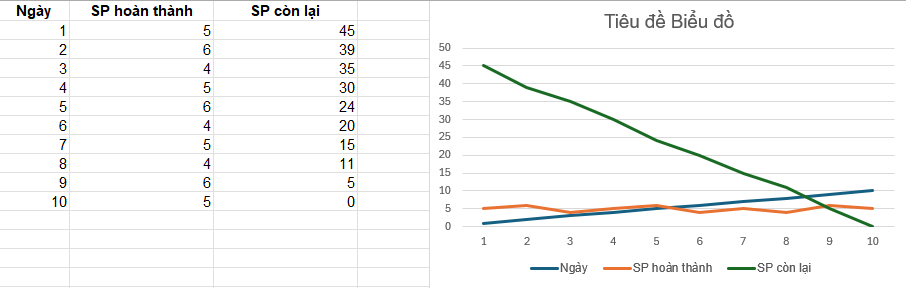 Ngày SP hoàn thành SP còn lại
1 5 45
2 6 39
3 4 35
4 5 30
5 6 24
6 4 20
7 5 15
8 4 11
9 6 5
10 5 0
Tiêu đề Biểu đồ
50
45
40
35
30
25
20
15
10
5
0
1 2 3 4 5 6 7 8 9 10
Ngày SP hoàn thành SP còn lại